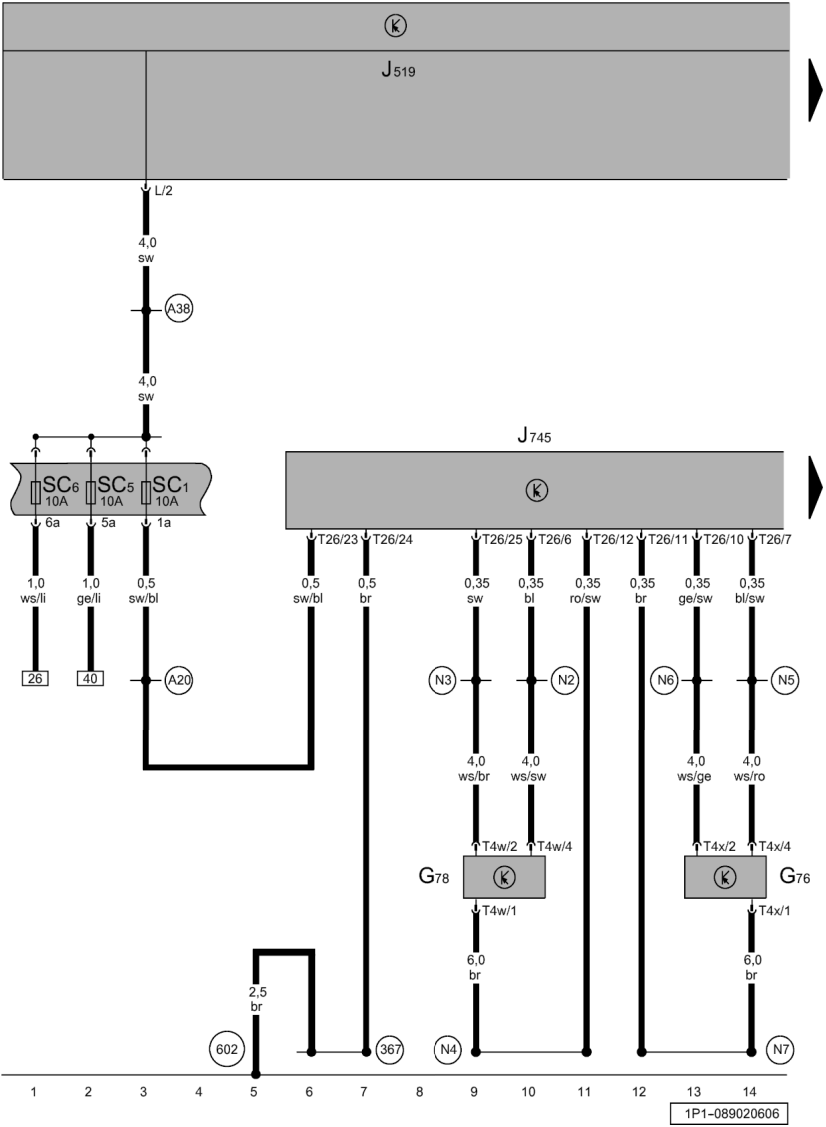 J519
L/2
4,0
sw
A38
4,0
sw
J745
SC6 SC5 SC1
10A 10A 10A
6a 5a 1a
T26/23 T26/24 T26/25 T26/6 T26/12 T26/11 T26/10 T26/7
1,0 1,0 0,5 0,5 0,5 0,35 0,35 0,35 0,35 0,35 0,35
ws/li ge/li sw/bl sw/bl br sw bl ro/sw br ge/sw bl/sw
26 40 A20 N3 N2 N6 N5
4,0 4,0 4,0 4,0
ws/br ws/sw ws/ge ws/ro
T4w/2 T4w/4 T4x/2 T4x/4
G78 G76
T4w/1 T4x/1
6,0 6,0
br br
2,5
br
602 367 N4 N7
1 2 3 4 5 6 7 8 9 10 11 12 13 14
1P1-089020606